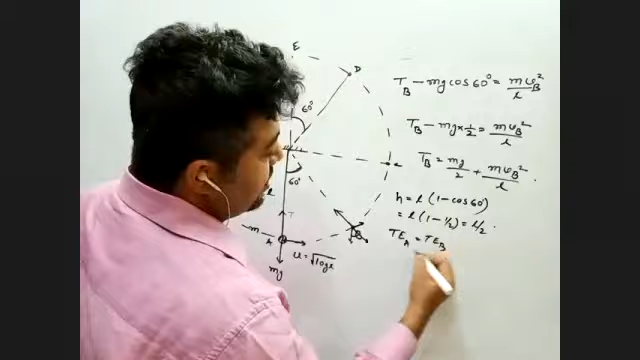 E
D
60°
T_B - mg cos 60° = mv_B²/l
T_B - mg × 1/2 = mv_B²/l
T_B = mg/2 + mv_B²/l .
c
60°
l
T
h = l (1 - cos 60°)
= l (1 - 1/2) = l/2 .
m
A
B
u = √10gl
mg
TE_A = TE_B